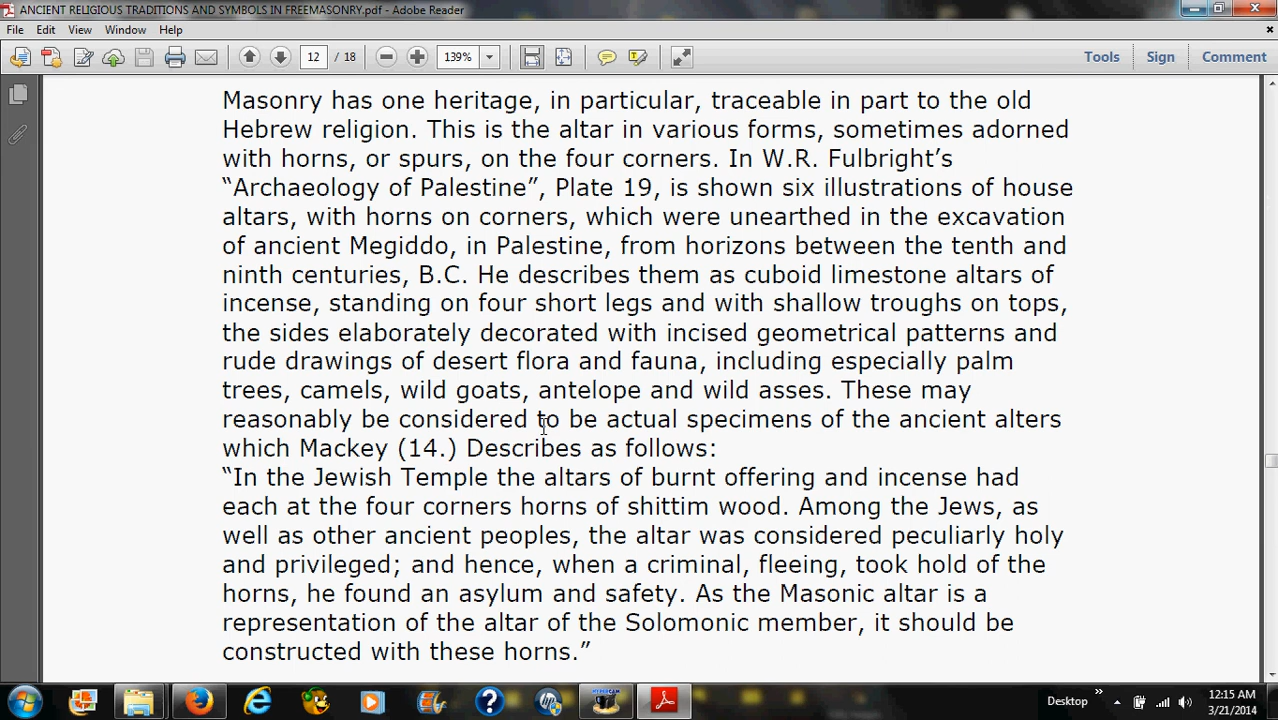 ANCIENT RELIGIOUS TRADITIONS AND SYMBOLS IN FREEMASONRY.pdf - Adobe Reader
File Edit View Window Help
12 / 18 139% Tools Sign Comment
Masonry has one heritage, in particular, traceable in part to the old
Hebrew religion. This is the altar in various forms, sometimes adorned
with horns, or spurs, on the four corners. In W.R. Fulbright’s
“Archaeology of Palestine”, Plate 19, is shown six illustrations of house
altars, with horns on corners, which were unearthed in the excavation
of ancient Megiddo, in Palestine, from horizons between the tenth and
ninth centuries, B.C. He describes them as cuboid limestone altars of
incense, standing on four short legs and with shallow troughs on tops,
the sides elaborately decorated with incised geometrical patterns and
rude drawings of desert flora and fauna, including especially palm
trees, camels, wild goats, antelope and wild asses. These may
reasonably be considered to be actual specimens of the ancient alters
which Mackey (14.) Describes as follows:
“In the Jewish Temple the altars of burnt offering and incense had
each at the four corners horns of shittim wood. Among the Jews, as
well as other ancient peoples, the altar was considered peculiarly holy
and privileged; and hence, when a criminal, fleeing, took hold of the
horns, he found an asylum and safety. As the Masonic altar is a
representation of the altar of the Solomonic member, it should be
constructed with these horns.”
Desktop 12:15 AM
3/21/2014